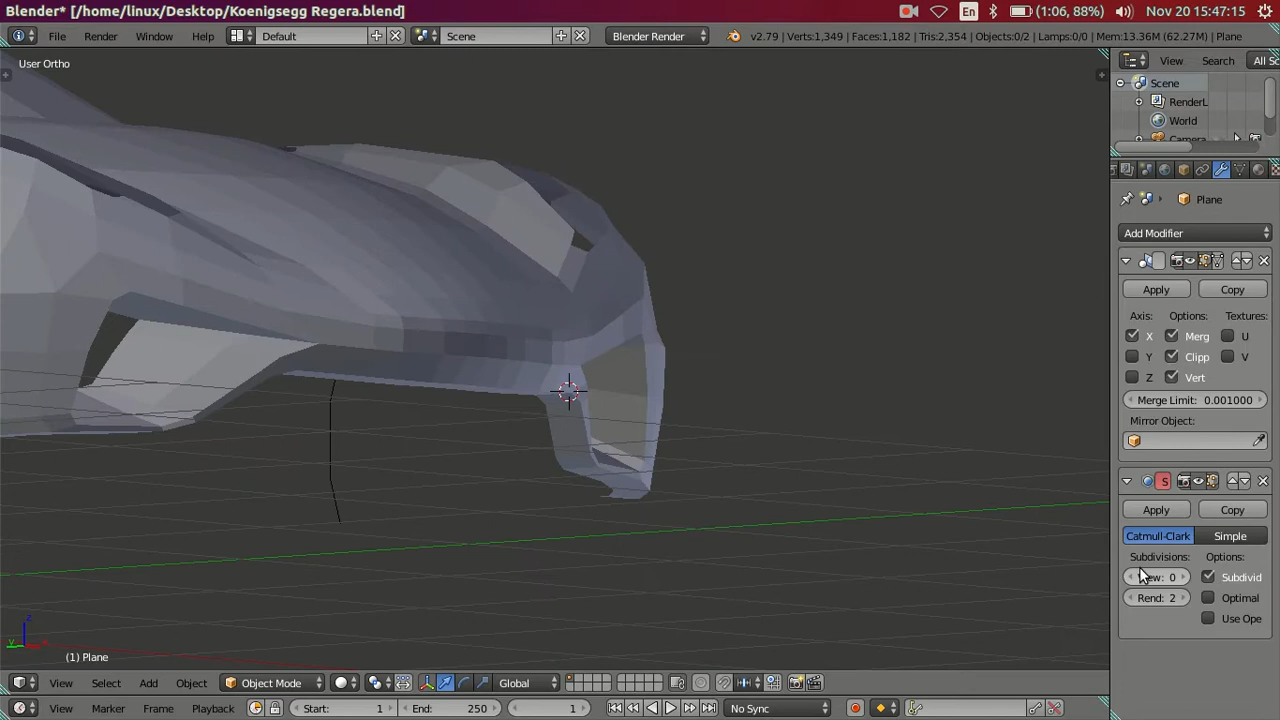 Blender* [/home/linux/Desktop/Koenigsegg Regera.blend]
En
(1:06, 88%)
Nov 20 15:47:15
File Render Window Help Default Scene Blender Render v2.79 | Verts:1,349 | Faces:1,182 | Tris:2,354 | Objects:0/2 | Lamps:0/0 | Mem:13.36M (62.27M) | Plane
User Ortho
View Search All Sc
Scene
RenderL
World
Camera
Plane
Add Modifier
Apply Copy
Axis: Options: Textures:
X Merg U
Y Clipp V
Z Vert
Merge Limit: 0.001000
Mirror Object:
S
Apply Copy
Catmull-Clark Simple
Subdivisions: Options:
0 Subdivid
Rend: 2 Optimal
Use Ope
z
y x
(1) Plane
View Select Add Object Object Mode Global
View Marker Frame Playback Start: 1 End: 250 1 No Sync